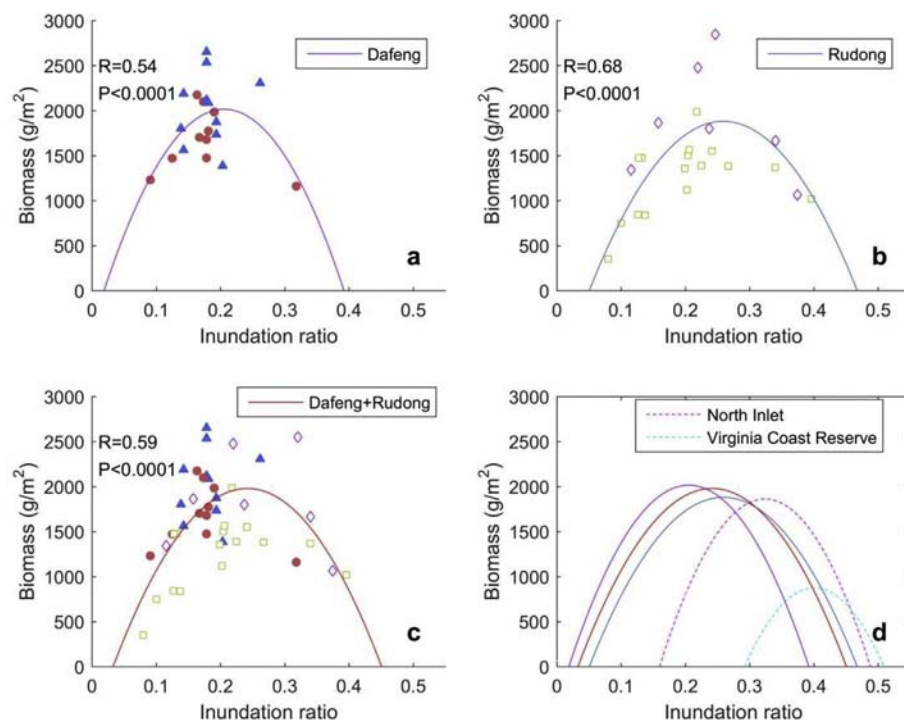 3000
2500
2000
1500
1000
500
0
Biomass (g/m²)
R=0.54
P<0.0001
Dafeng
a
0 0.1 0.2 0.3 0.4 0.5
Inundation ratio
3000
2500
2000
1500
1000
500
0
Biomass (g/m²)
R=0.68
P<0.0001
Rudong
b
0 0.1 0.2 0.3 0.4 0.5
Inundation ratio
3000
2500
2000
1500
1000
500
0
Biomass (g/m²)
Dafeng+Rudong
R=0.59
P<0.0001
c
0 0.1 0.2 0.3 0.4 0.5
Inundation ratio
3000
2500
2000
1500
1000
500
0
Biomass (g/m²)
North Inlet
Virginia Coast Reserve
d
0 0.1 0.2 0.3 0.4 0.5
Inundation ratio